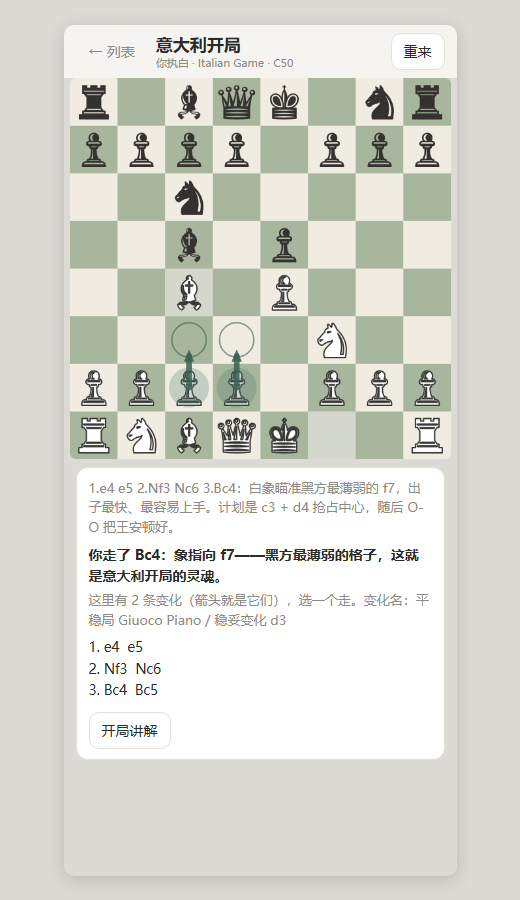 ← 列表
意大利开局
你执白 · Italian Game · C50
重来
1.e4 e5 2.Nf3 Nc6 3.Bc4：白象瞄准黑方最薄弱的 f7，出
子最快、最容易上手。计划是 c3 + d4 抢占中心，随后 O-
O 把王安顿好。
你走了 Bc4：象指向 f7——黑方最薄弱的格子，这就
是意大利开局的灵魂。
这里有 2 条变化（箭头就是它们），选一个走。变化名：平
稳局 Giuoco Piano / 稳妥变化 d3
1. e4 e5
2. Nf3 Nc6
3. Bc4 Bc5
开局讲解